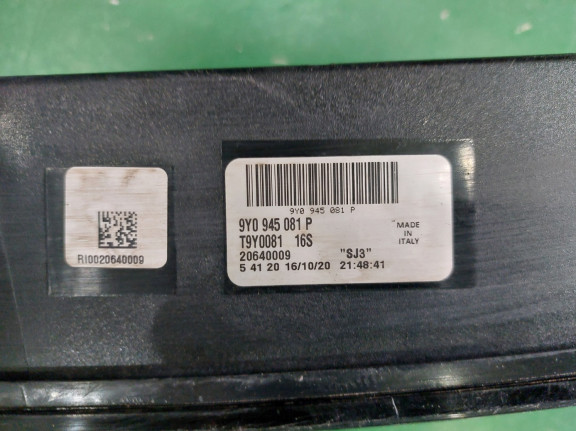 RI0020640009
9Y0 945 081 P
9Y0 945 081 P
T9Y0081 16S
20640009 "SJ3"
5 41 20 16/10/20 21:48:41
MADE
IN
ITALY